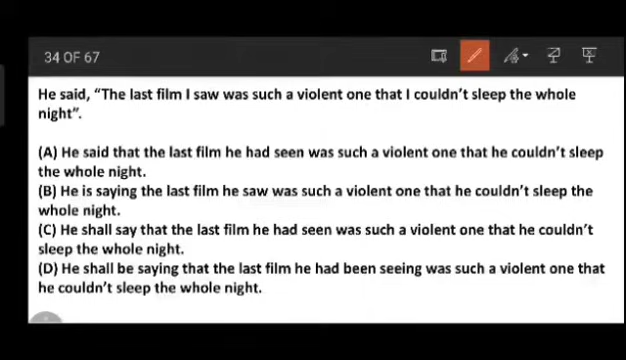 34 OF 67
He said, “The last film I saw was such a violent one that I couldn’t sleep the whole
night”.
(A) He said that the last film he had seen was such a violent one that he couldn’t sleep
the whole night.
(B) He is saying the last film he saw was such a violent one that he couldn’t sleep the
whole night.
(C) He shall say that the last film he had seen was such a violent one that he couldn’t
sleep the whole night.
(D) He shall be saying that the last film he had been seeing was such a violent one that
he couldn’t sleep the whole night.